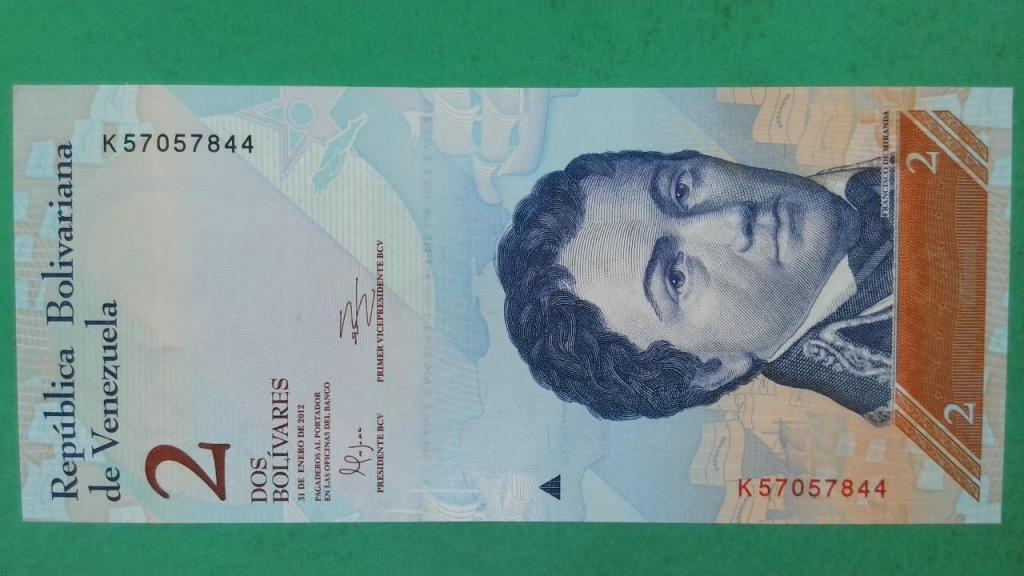 República Bolivariana
de Venezuela
K57057844
2
DOS
BOLÍVARES
31 DE ENERO DE 2012
PAGADEROS AL PORTADOR
EN LAS OFICINAS DEL BANCO
PRESIDENTE BCV
PRIMER VICEPRESIDENTE BCV
K57057844
FRANCISCO DE MIRANDA
2
2